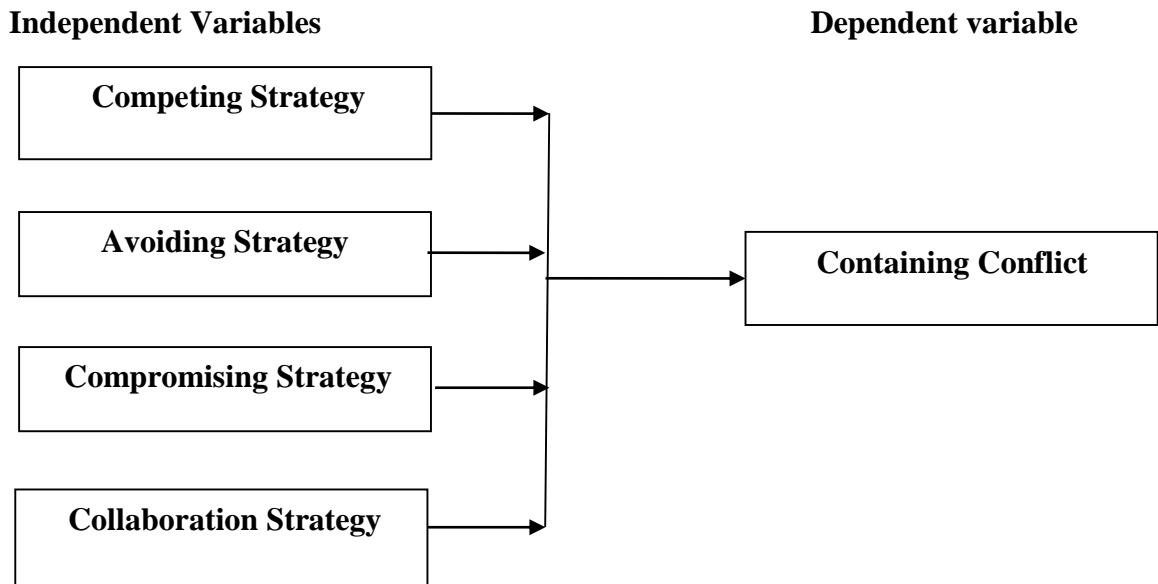 Independent Variables
Dependent variable
Competing Strategy
Avoiding Strategy
Containing Conflict
Compromising Strategy
Collaboration Strategy